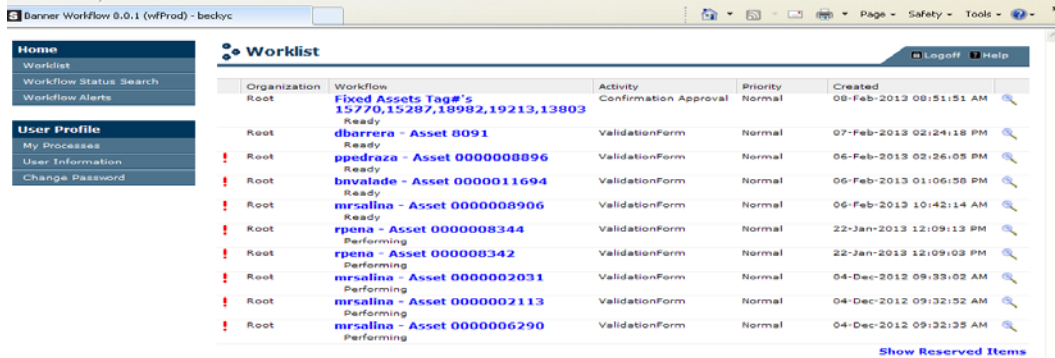 Banner Workflow 8.0.1 (wfProd) - beckyc
Page - Safety - Tools -
Home
Worklist
Workflow Status Search
Workflow Alerts
User Profile
My Processes
User Information
Change Password
Worklist
Logoff Help
Organization Workflow Activity Priority Created
Root Fixed Assets Tag#'s Confirmation Approval Normal 08-Feb-2013 08:51:51 AM
15770,15287,18982,19213,13803
Ready
Root dbarrera - Asset 8091 ValidationForm Normal 07-Feb-2013 02:24:18 PM
Ready
! Root ppedraza - Asset 0000008896 ValidationForm Normal 06-Feb-2013 02:26:05 PM
Ready
! Root bnvalade - Asset 0000011694 ValidationForm Normal 06-Feb-2013 01:06:58 PM
Ready
! Root mrsalina - Asset 0000008906 ValidationForm Normal 06-Feb-2013 10:42:14 AM
Ready
! Root rpena - Asset 0000008344 ValidationForm Normal 22-Jan-2013 12:09:13 PM
Performing
! Root rpena - Asset 0000008342 ValidationForm Normal 22-Jan-2013 12:09:03 PM
Performing
! Root mrsalina - Asset 0000002031 ValidationForm Normal 04-Dec-2012 09:33:02 AM
Performing
! Root mrsalina - Asset 0000002113 ValidationForm Normal 04-Dec-2012 09:32:52 AM
Performing
! Root mrsalina - Asset 0000006290 ValidationForm Normal 04-Dec-2012 09:32:35 AM
Performing
Show Reserved Items